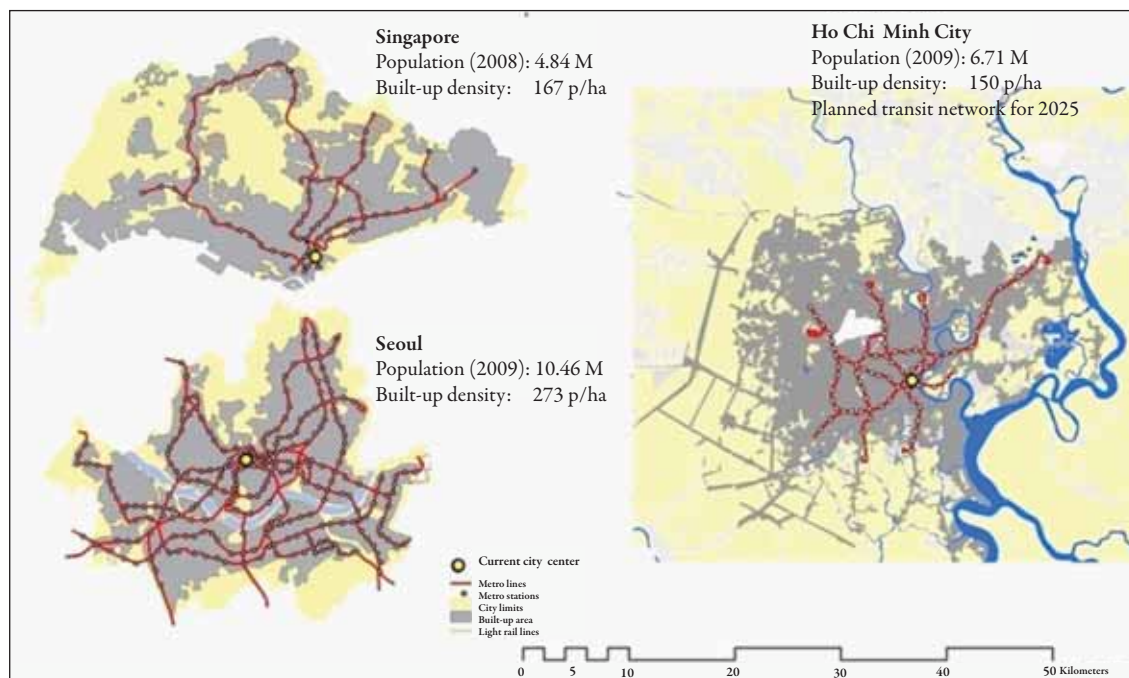 Singapore
Population (2008): 4.84 M
Built-up density: 167 p/ha
Ho Chi Minh City
Population (2009): 6.71 M
Built-up density: 150 p/ha
Planned transit network for 2025
Seoul
Population (2009): 10.46 M
Built-up density: 273 p/ha
Current city center
Metro lines
Metro stations
City limits
Built-up area
Light rail lines
0 5 10 20 30 40 50 Kilometers